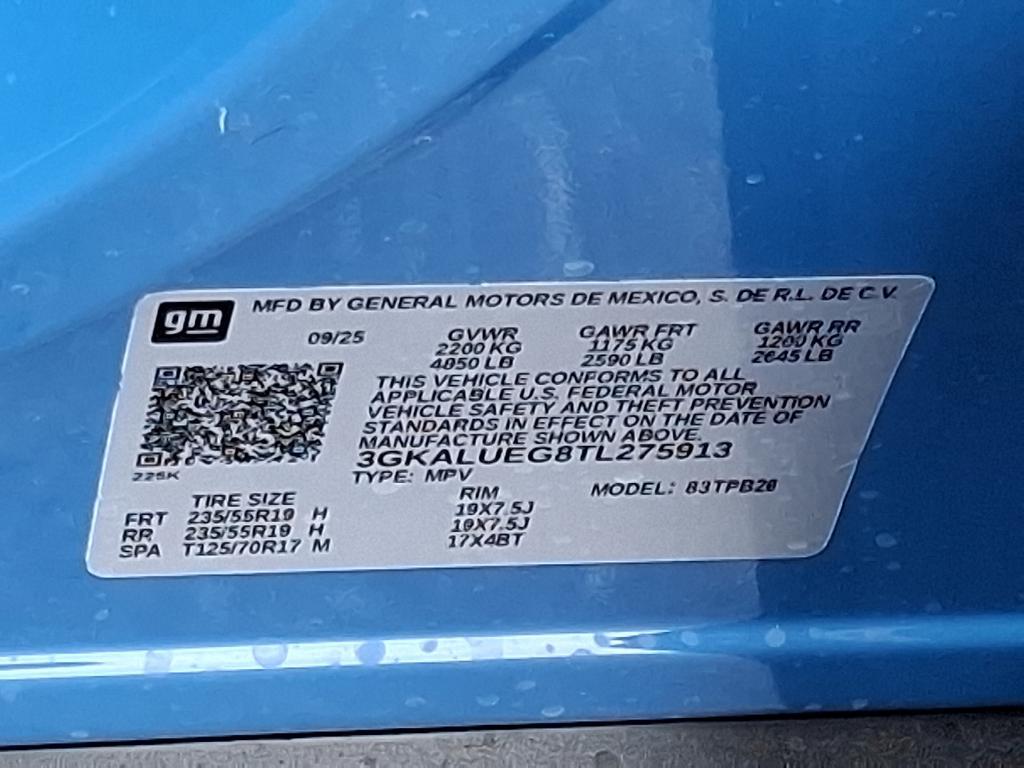 gm
MFD BY GENERAL MOTORS DE MEXICO, S. DE R.L. DE C.V.
09/25 GVWR GAWR FRT GAWR RR
2200 KG 1175 KG 1200 KG
4850 LB 2590 LB 2645 LB
THIS VEHICLE CONFORMS TO ALL
APPLICABLE U.S. FEDERAL MOTOR
VEHICLE SAFETY AND THEFT PREVENTION
STANDARDS IN EFFECT ON THE DATE OF
MANUFACTURE SHOWN ABOVE.
3GKALUEG8TL275913
225K
TYPE: MPV MODEL: 83TPB26
TIRE SIZE RIM
FRT 235/55R19 H 19X7.5J
RR 235/55R19 H 19X7.5J
SPA T125/70R17 M 17X4BT